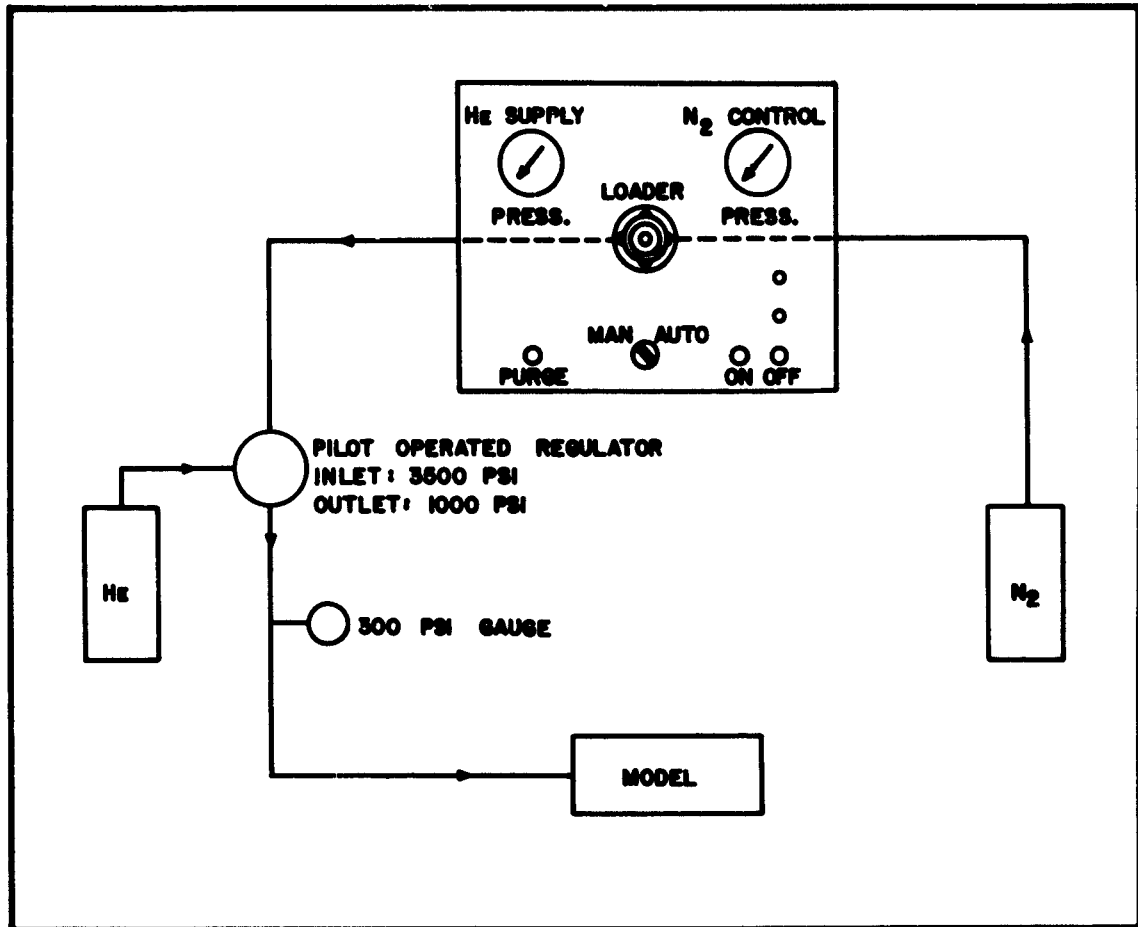 HE SUPPLY
PRESS.
N2 CONTROL
PRESS.
LOADER
MAN AUTO
PURGE
ON OFF
PILOT OPERATED REGULATOR
INLET: 3500 PSI
OUTLET: 1000 PSI
HE
300 PSI GAUGE
N2
MODEL